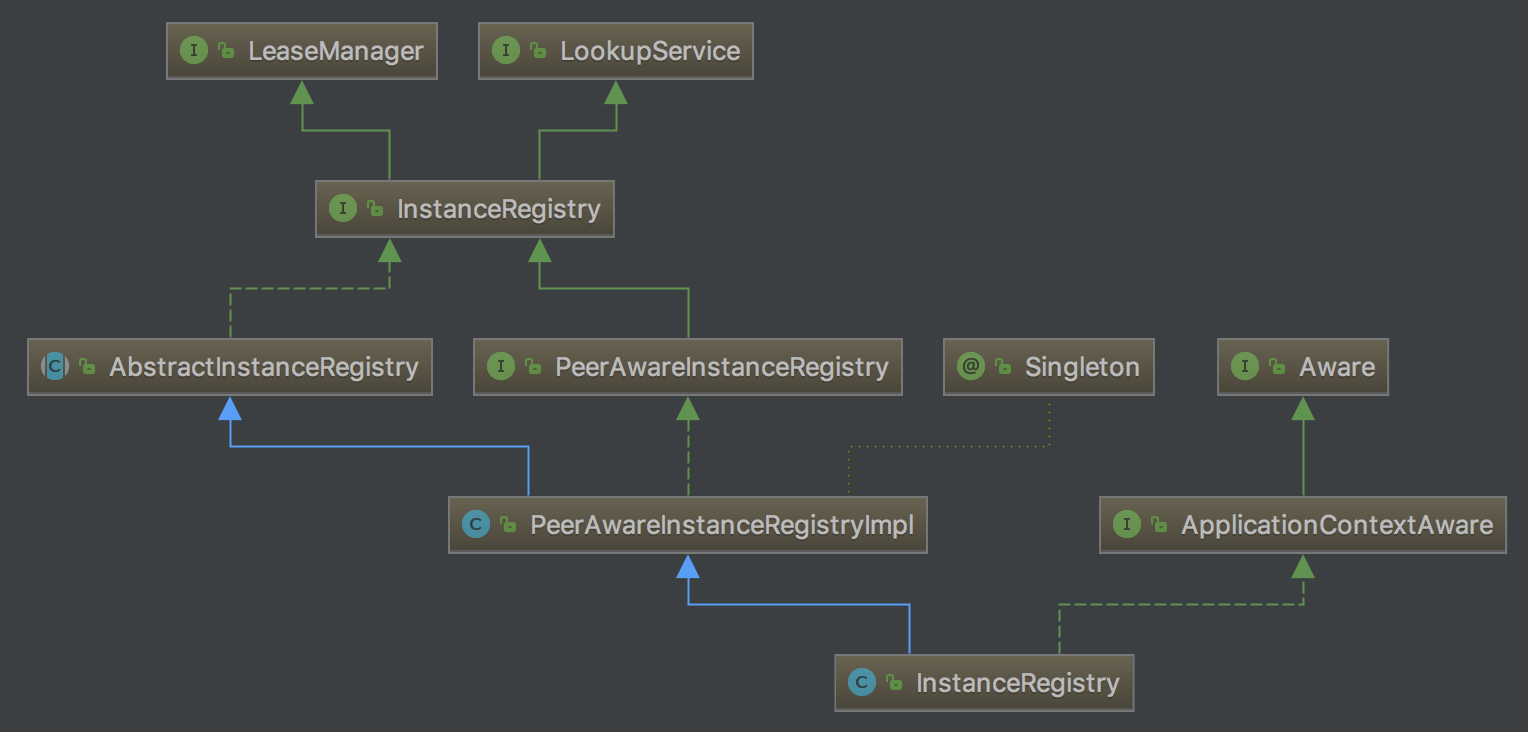 I LeaseManager
I LookupService
I InstanceRegistry
C AbstractInstanceRegistry
I PeerAwareInstanceRegistry
@ Singleton
I Aware
C PeerAwareInstanceRegistryImpl
I ApplicationContextAware
C InstanceRegistry